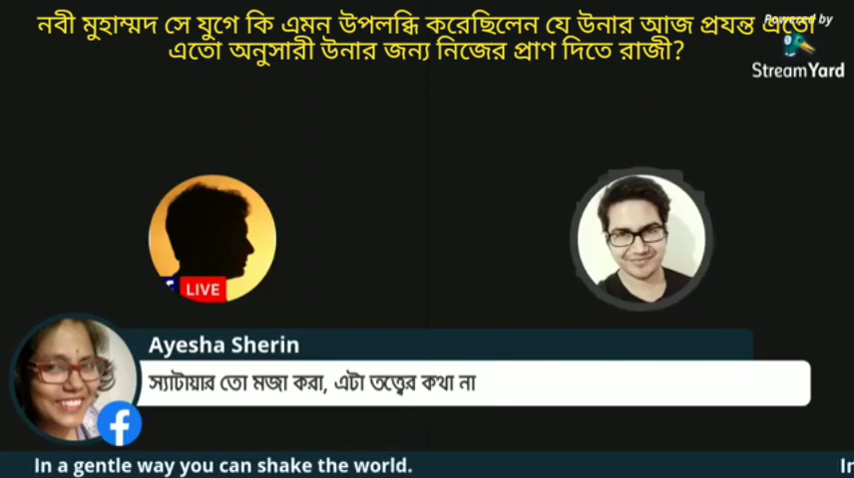 নবী মুহাম্মদ সে যুগে কি এমন উপলব্ধি করেছিলেন যে উনার আজ প্রযন্ত এতো
এতো অনুসারী উনার জন্য নিজের প্রাণ দিতে রাজী?
Powered by
StreamYard
LIVE
Ayesha Sherin
স্যাটায়ার তো মজা করা, এটা তত্ত্বের কথা না
In a gentle way you can shake the world.
In